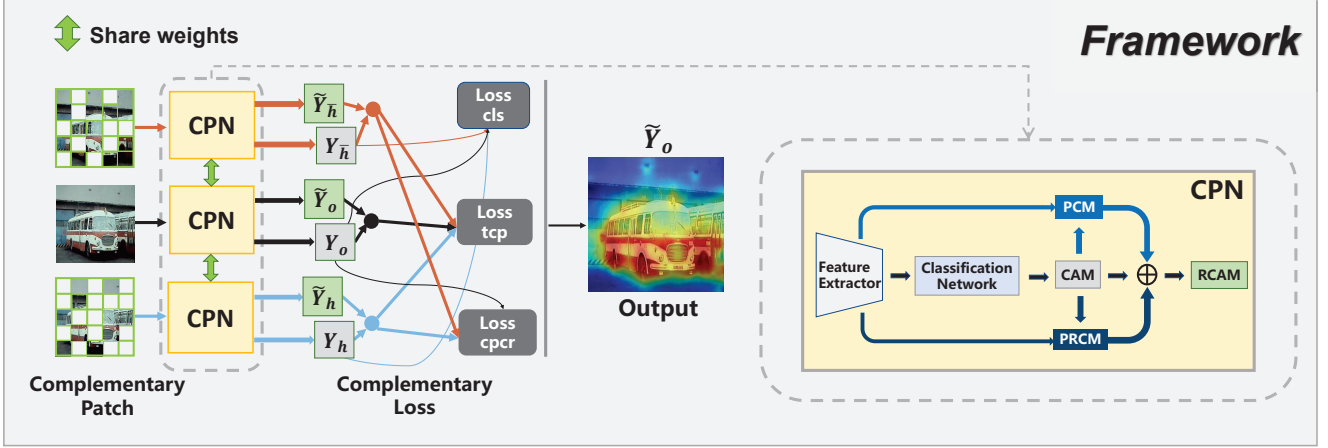 Framework
Share weights
CPN
Ỹ_h̄
Y_h̄
Loss
cls
CPN
Ỹ_o
Y_o
Loss
tcp
CPN
Ỹ_h
Y_h
Loss
cpcr
Complementary
Patch
Complementary
Loss
Ỹ_o
Output
CPN
PCM
Feature
Extractor
Classification
Network
CAM
⊕
RCAM
PRCM